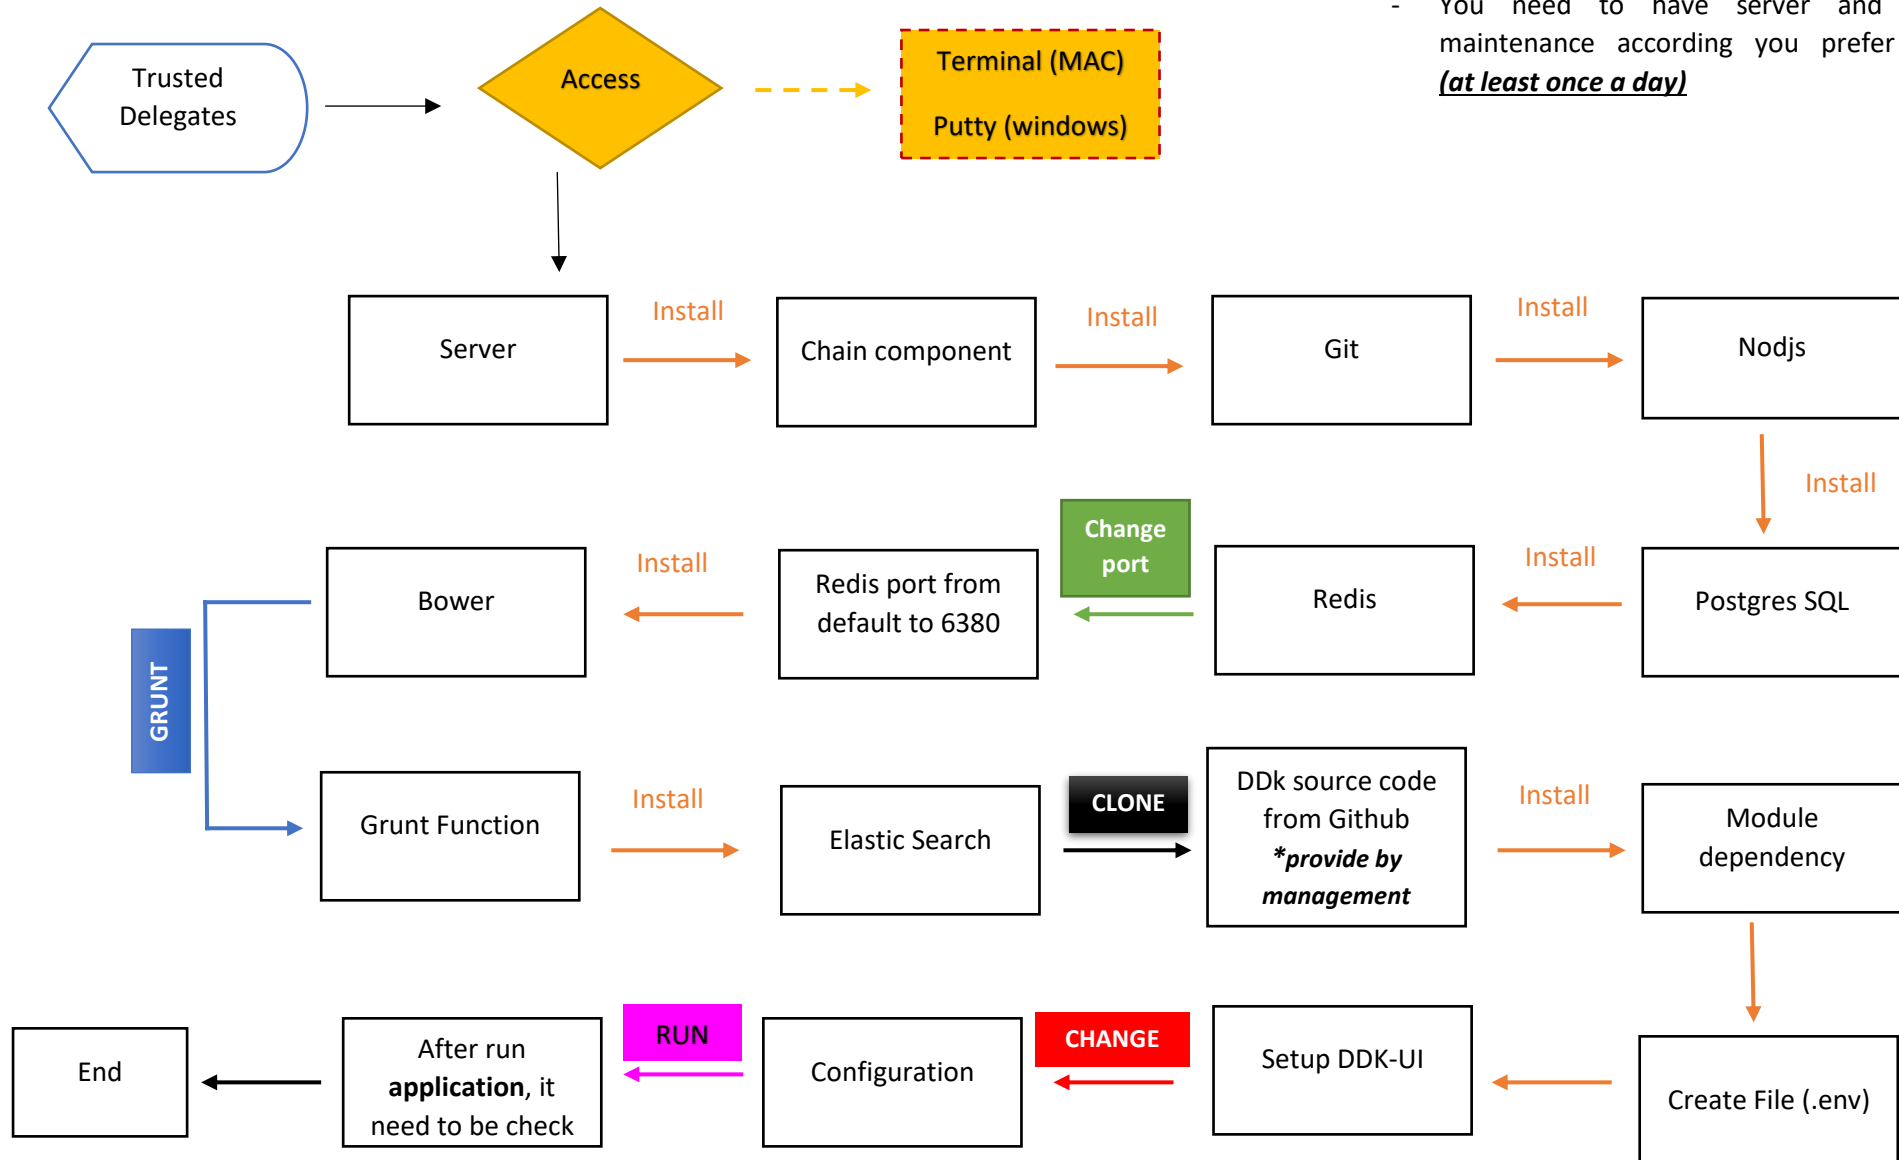 - You need to have server and
maintenance according you prefer
(at least once a day)
Trusted
Delegates
Access
Terminal (MAC)
Putty (windows)
Server
Install
Chain component
Install
Git
Install
Nodjs
Install
Postgres SQL
Install
Redis
Change
port
Redis port from
default to 6380
Install
Bower
GRUNT
Grunt Function
Install
Elastic Search
CLONE
DDk source code
from Github
*provide by
management
Install
Module
dependency
Create File (.env)
Setup DDK-UI
CHANGE
Configuration
RUN
After run
application, it
need to be check
End